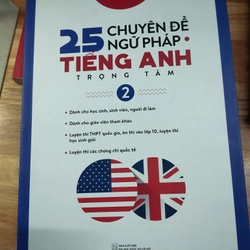 25 CHUYÊN ĐỀ
NGỮ PHÁP
TIẾNG ANH
TRỌNG TÂM
2
• Dành cho học sinh, sinh viên, người đi làm
• Dành cho giáo viên tham khảo
• Luyện thi THPT quốc gia, ôn thi vào lớp 10, luyện thi
học sinh giỏi
• Luyện thi các chứng chỉ quốc tế